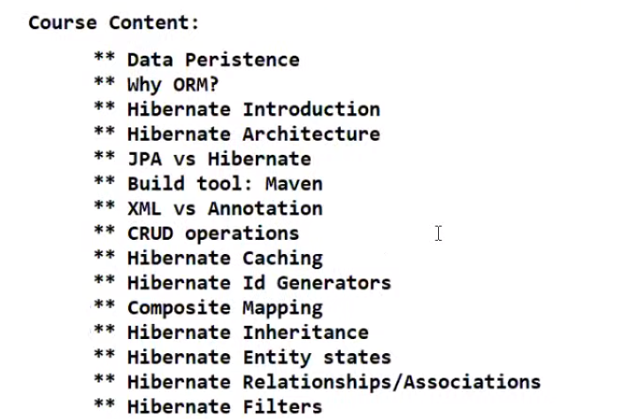 Course Content:
** Data Peristence
** Why ORM?
** Hibernate Introduction
** Hibernate Architecture
** JPA vs Hibernate
** Build tool: Maven
** XML vs Annotation
** CRUD operations
** Hibernate Caching
** Hibernate Id Generators
** Composite Mapping
** Hibernate Inheritance
** Hibernate Entity states
** Hibernate Relationships/Associations
** Hibernate Filters